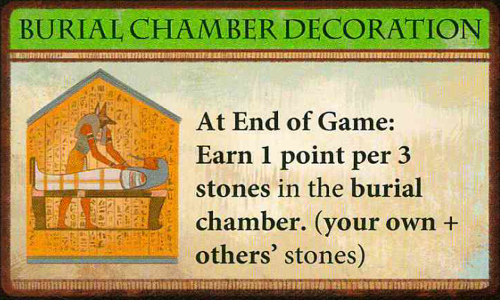 BURIAL CHAMBER DECORATION
At End of Game:
Earn 1 point per 3
stones in the burial
chamber. (your own +
others’ stones)